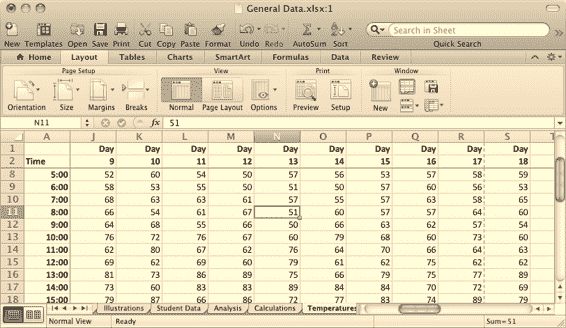 General Data.xlsx:1
New Templates Open Save Print Cut Copy Paste Format Undo Redo AutoSum Sort Search in Sheet
Quick Search
Home Layout Tables Charts SmartArt Formulas Data Review
Page Setup View Print Window
Orientation Size Margins Breaks Normal Page Layout Options Preview Setup New
N11 fx 51
A J K L M N O P Q R S T
1 Day Day Day Day Day Day Day Day Day Day
2 Time 9 10 11 12 13 14 15 16 17 18
8 5:00 52 60 54 50 57 56 53 57 58 59
9 6:00 58 53 55 50 51 50 57 60 56 53
10 7:00 68 63 63 61 57 55 57 63 58 65
11 8:00 66 54 61 67 51 60 57 57 64 60
12 9:00 64 68 55 66 50 66 63 62 57 54
13 10:00 76 72 76 67 60 79 68 60 73 60
14 11:00 62 80 67 62 76 64 70 66 64 63
15 12:00 69 62 69 60 79 61 62 75 62 62
16 13:00 81 73 86 89 75 66 79 75 77 89
17 14:00 73 60 83 83 89 84 84 70 72 69
18 15:00 79 87 66 86 72 77 83 74 89 79
Illustrations Student Data Analysis Calculations Temperatures
Normal View Ready Sum=51